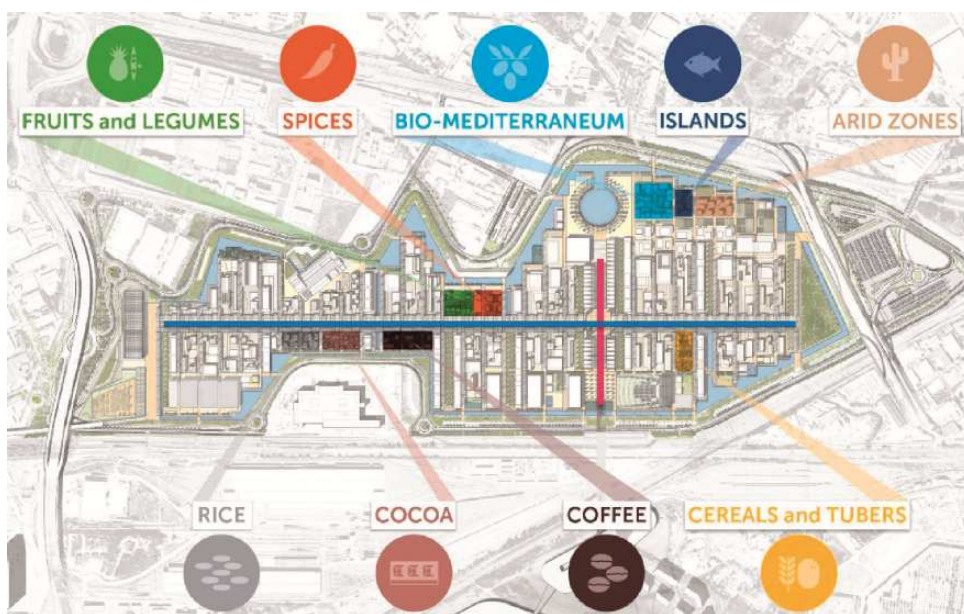 FRUITS and LEGUMES
SPICES
BIO-MEDITERRANEUM
ISLANDS
ARID ZONES
RICE
COCOA
COFFEE
CEREALS and TUBERS